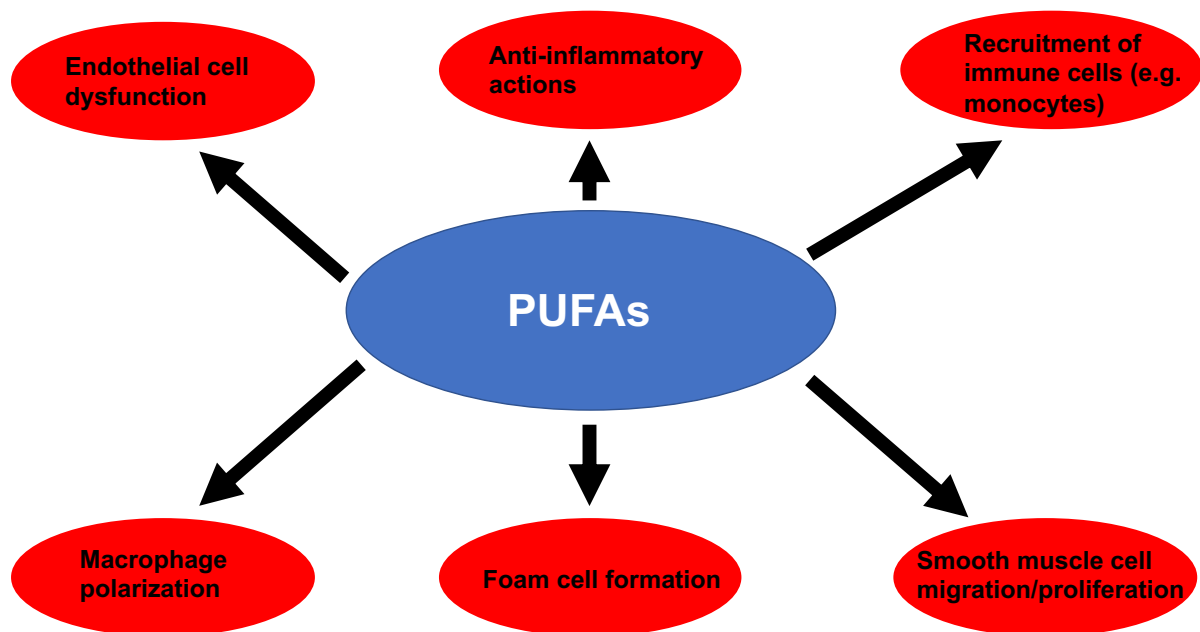 Endothelial cell
dysfunction
Anti-inflammatory
actions
Recruitment of
immune cells (e.g.
monocytes)
PUFAs
Macrophage
polarization
Foam cell formation
Smooth muscle cell
migration/proliferation